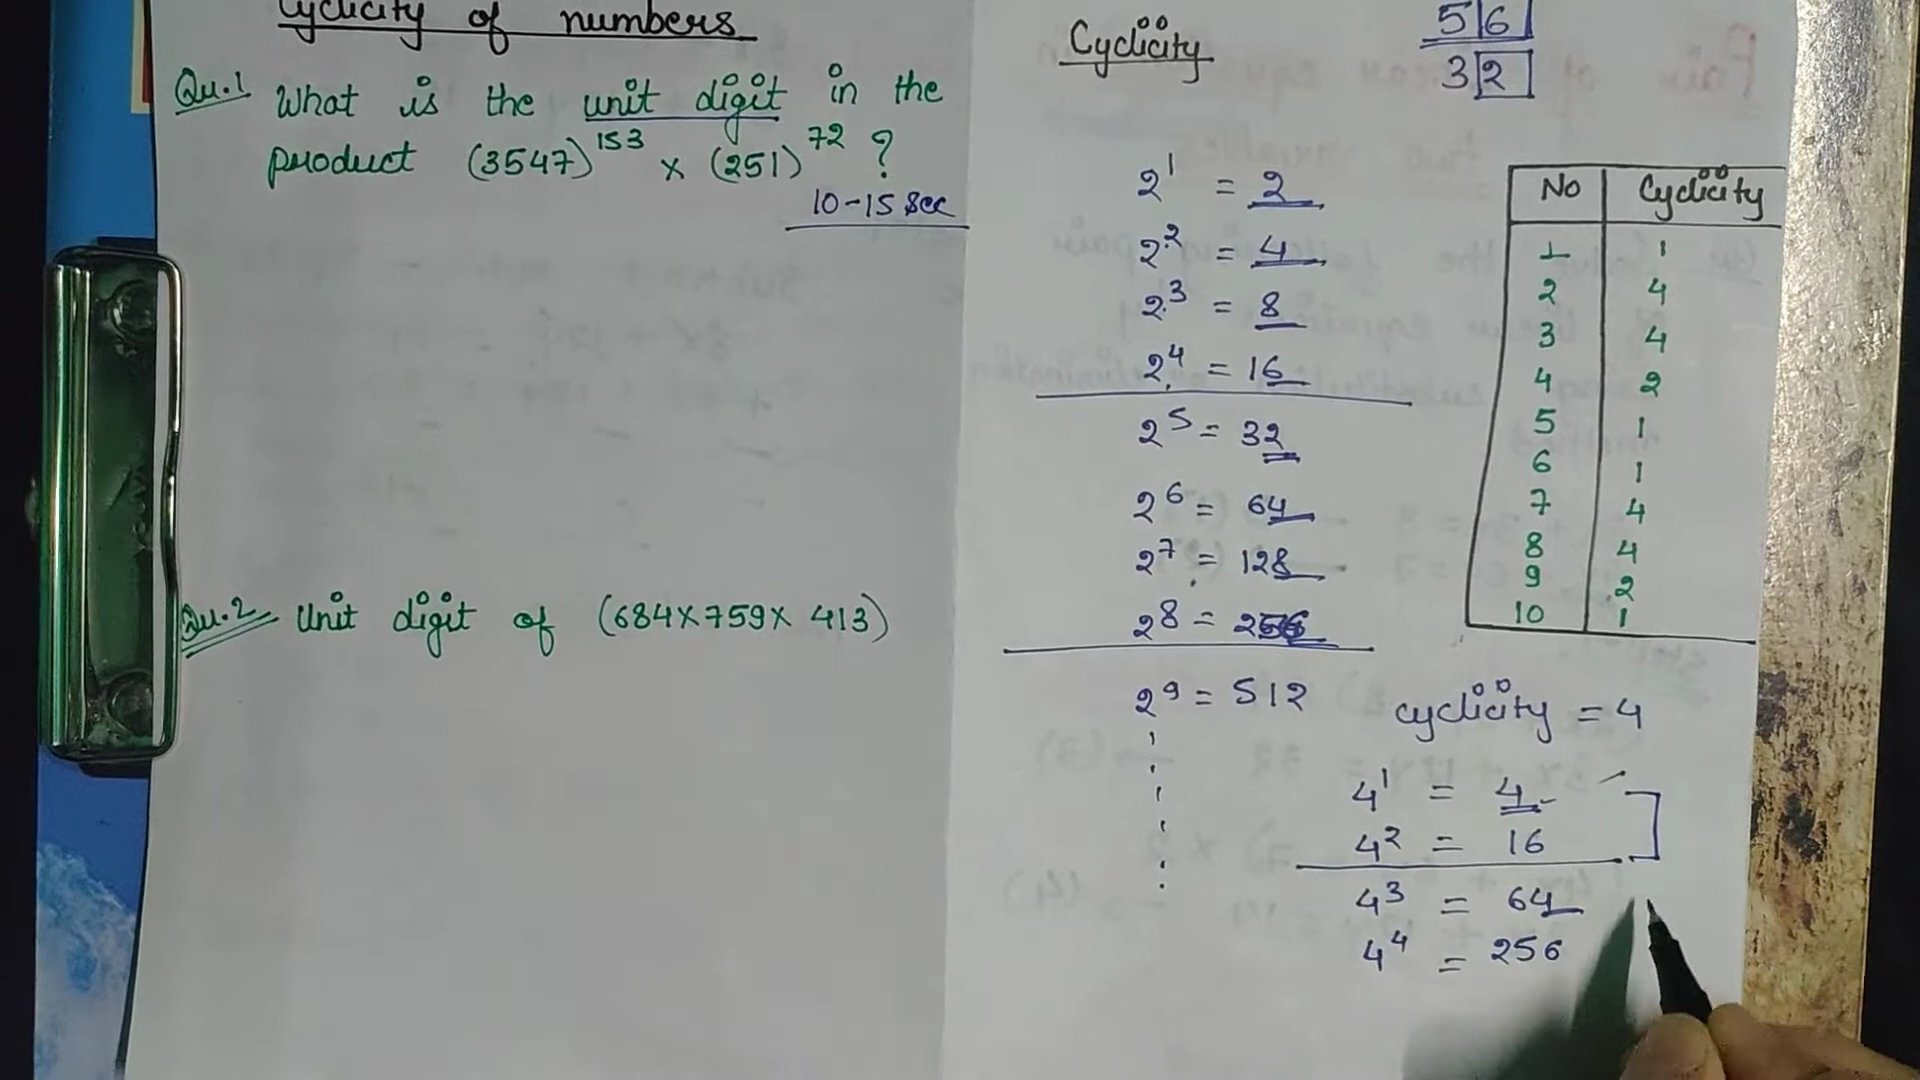 Cyclicity of numbers
Qu.1 What is the unit digit in the
product (3547)^153 x (251)^72 ?
10-15 Sec
Qu.2 Unit digit of (684x759x 413)
Cyclicity
56
32
2^1 = 2
2^2 = 4
2^3 = 8
2^4 = 16
2^5 = 32
2^6 = 64
2^7 = 128
2^8 = 256
2^9 = 512
No Cyclicity
1 1
2 4
3 4
4 2
5 1
6 1
7 4
8 4
9 2
10 1
cyclicity = 4
4^1 = 4
4^2 = 16
4^3 = 64
4^4 = 256